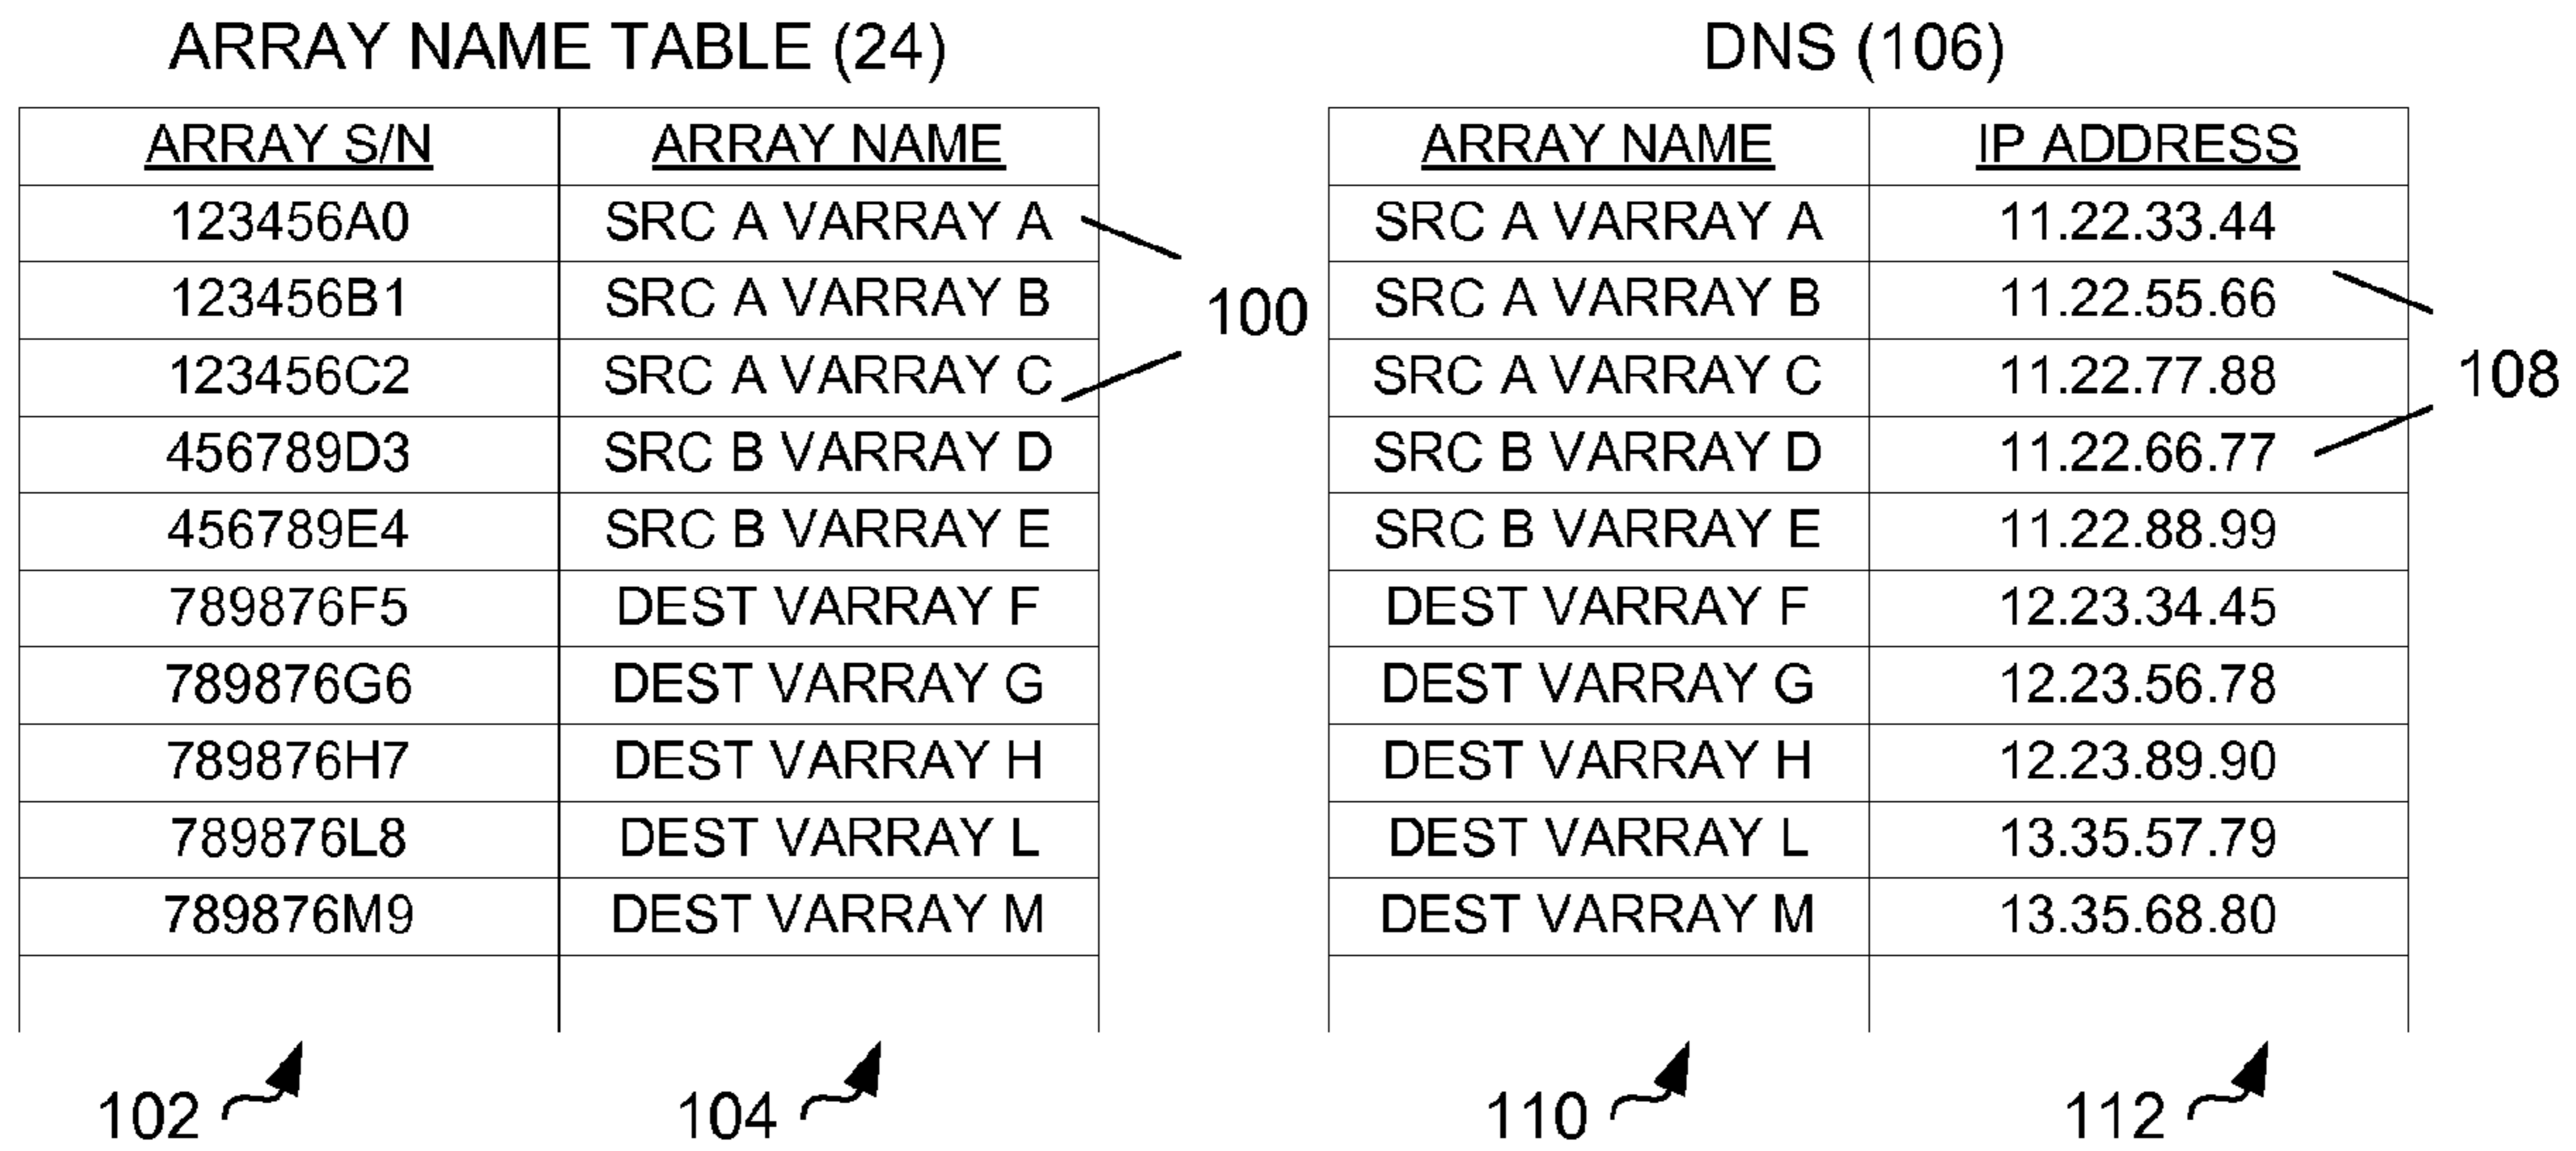 ARRAY NAME TABLE (24)
ARRAY S/N ARRAY NAME
123456A0 SRC A VARRAY A
123456B1 SRC A VARRAY B
123456C2 SRC A VARRAY C
456789D3 SRC B VARRAY D
456789E4 SRC B VARRAY E
789876F5 DEST VARRAY F
789876G6 DEST VARRAY G
789876H7 DEST VARRAY H
789876L8 DEST VARRAY L
789876M9 DEST VARRAY M
100
102 104
DNS (106)
ARRAY NAME IP ADDRESS
SRC A VARRAY A 11.22.33.44
SRC A VARRAY B 11.22.55.66
SRC A VARRAY C 11.22.77.88
SRC B VARRAY D 11.22.66.77
SRC B VARRAY E 11.22.88.99
DEST VARRAY F 12.23.34.45
DEST VARRAY G 12.23.56.78
DEST VARRAY H 12.23.89.90
DEST VARRAY L 13.35.57.79
DEST VARRAY M 13.35.68.80
108
110 112